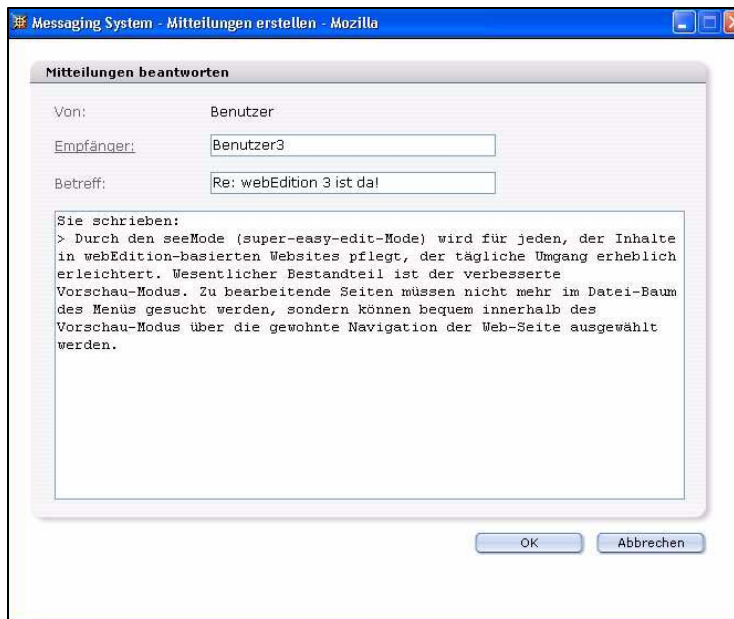 Messaging System - Mitteilungen erstellen - Mozilla
Mitteilungen beantworten
Von: Benutzer
Empfänger: Benutzer3
Betreff: Re: webEdition 3 ist da!
Sie schrieben:
> Durch den seeMode (super-easy-edit-Mode) wird für jeden, der Inhalte
in webEdition-basierten Websites pflegt, der tägliche Umgang erheblich
erleichtert. Wesentlicher Bestandteil ist der verbesserte
Vorschau-Modus. Zu bearbeitende Seiten müssen nicht mehr im Datei-Baum
des Menüs gesucht werden, sondern können bequem innerhalb des
Vorschau-Modus über die gewohnte Navigation der Web-Seite ausgewählt
werden.
OK Abbrechen